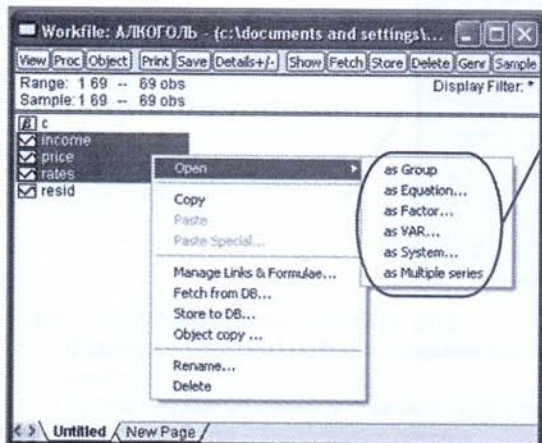 Workfile: АЛКОГОЛЬ - (c:\documents and settings\...
View Proc Object Print Save Details+/- Show Fetch Store Delete Genr Sample
Range: 1 69 -- 69 obs
Display Filter: *
Sample: 1 69 -- 69 obs
β c
income
price
rates
resid
Open
Copy
Paste
Paste Special...
Manage Links & Formulae...
Fetch from DB...
Store to DB...
Object copy ...
Rename...
Delete
as Group
as Equation...
as Factor...
as VAR...
as System...
as Multiple series
Untitled New Page